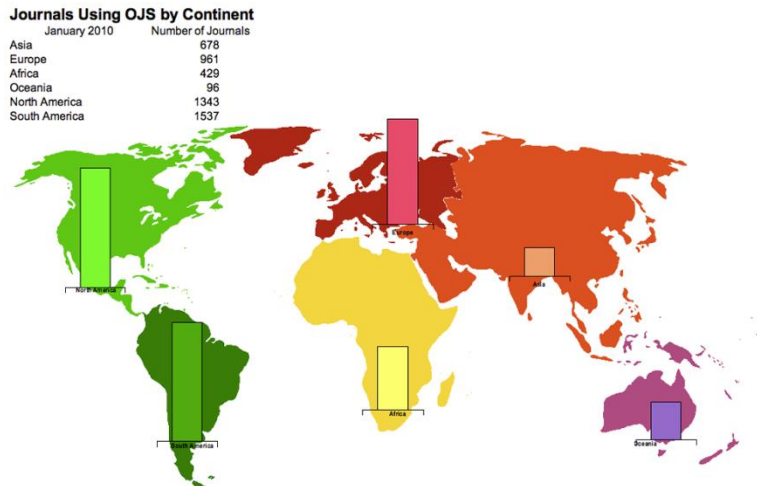 Journals Using OJS by Continent
January 2010 Number of Journals
Asia 678
Europe 961
Africa 429
Oceania 96
North America 1343
South America 1537
Europe
Asia
North America
Africa
South America
Oceania